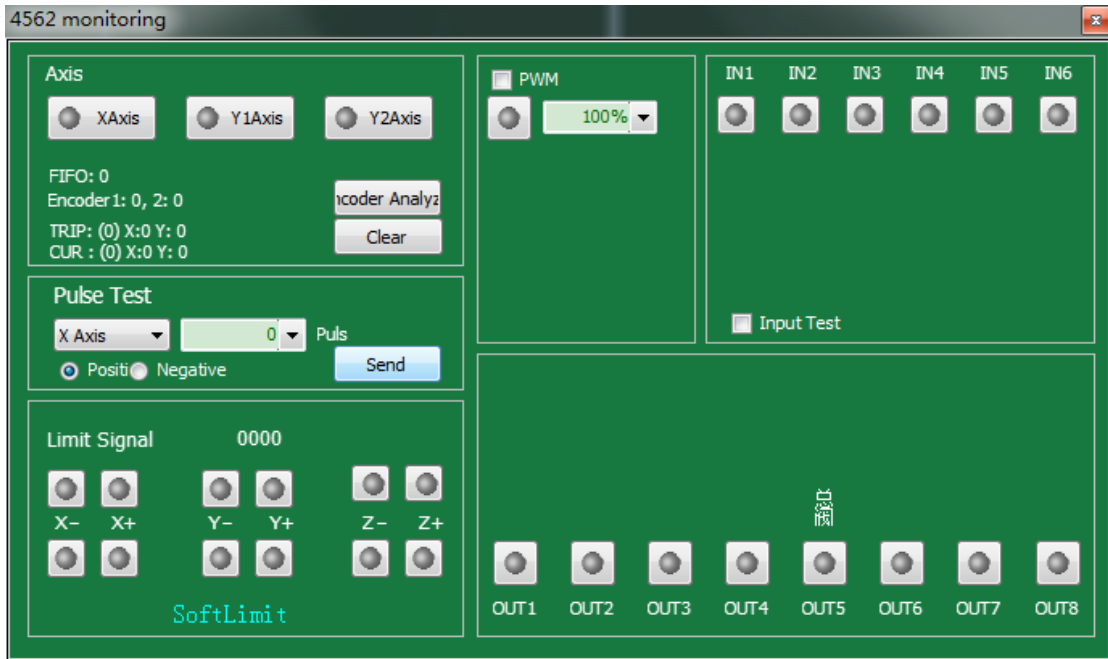 4562 monitoring
Axis
XAxis
Y1Axis
Y2Axis
FIFO: 0
Encoder1: 0, 2: 0
ncoder Analyz
TRIP: (0) X:0 Y: 0
CUR : (0) X:0 Y: 0
Clear
Pulse Test
X Axis
0
Puls
Positi
Negative
Send
Limit Signal
0000
X-
X+
Y-
Y+
Z-
Z+
SoftLimit
PWM
100%
IN1
IN2
IN3
IN4
IN5
IN6
Input Test
总阀
OUT1
OUT2
OUT3
OUT4
OUT5
OUT6
OUT7
OUT8